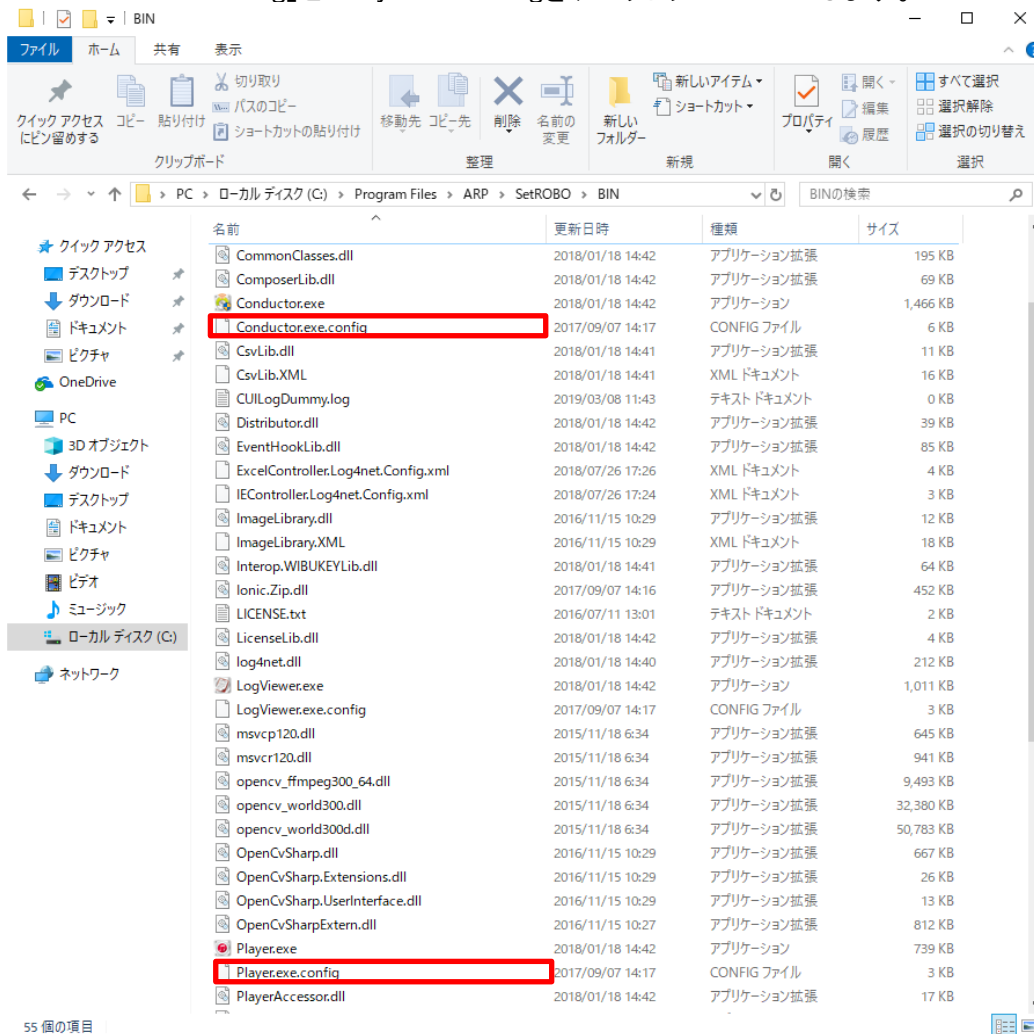 BIN
ファイル ホーム 共有 表示
クイック アクセス
にピン留めする
コピー
貼り付け
切り取り
パスのコピー
ショートカットの貼り付け
クリップボード
移動先 コピー先 削除 名前の
変更
整理
新しい
フォルダー
新しいアイテム
ショートカット
新規
プロパティ
開く
編集
履歴
開く
すべて選択
選択解除
選択の切り替え
選択
PC > ローカル ディスク (C:) > Program Files > ARP > SetROBO > BIN
BINの検索
クイック アクセス
デスクトップ
ダウンロード
ドキュメント
ピクチャ
OneDrive
PC
3D オブジェクト
ダウンロード
デスクトップ
ドキュメント
ピクチャ
ビデオ
ミュージック
ローカル ディスク (C:)
ネットワーク
名前 更新日時 種類 サイズ
CommonClasses.dll 2018/01/18 14:42 アプリケーション拡張 195 KB
ComposerLib.dll 2018/01/18 14:42 アプリケーション拡張 69 KB
Conductor.exe 2018/01/18 14:42 アプリケーション 1,466 KB
Conductor.exe.config 2017/09/07 14:17 CONFIG ファイル 6 KB
CsvLib.dll 2018/01/18 14:41 アプリケーション拡張 11 KB
CsvLib.XML 2018/01/18 14:41 XML ドキュメント 16 KB
CUILogDummy.log 2019/03/08 11:43 テキスト ドキュメント 0 KB
Distributor.dll 2018/01/18 14:42 アプリケーション拡張 39 KB
EventHookLib.dll 2018/01/18 14:42 アプリケーション拡張 85 KB
ExcelController.Log4net.Config.xml 2018/07/26 17:26 XML ドキュメント 4 KB
IEController.Log4net.Config.xml 2018/07/26 17:24 XML ドキュメント 3 KB
ImageLibrary.dll 2016/11/15 10:29 アプリケーション拡張 12 KB
ImageLibrary.XML 2016/11/15 10:29 XML ドキュメント 18 KB
Interop.WIBUKEYLib.dll 2018/01/18 14:41 アプリケーション拡張 64 KB
Ionic.Zip.dll 2017/09/07 14:16 アプリケーション拡張 452 KB
LICENSE.txt 2016/07/11 13:01 テキスト ドキュメント 2 KB
LicenseLib.dll 2018/01/18 14:42 アプリケーション拡張 4 KB
log4net.dll 2018/01/18 14:40 アプリケーション拡張 212 KB
LogViewer.exe 2018/01/18 14:42 アプリケーション 1,011 KB
LogViewer.exe.config 2017/09/07 14:17 CONFIG ファイル 3 KB
msvcp120.dll 2015/11/18 6:34 アプリケーション拡張 645 KB
msvcr120.dll 2015/11/18 6:34 アプリケーション拡張 941 KB
opencv_ffmpeg300_64.dll 2015/11/18 6:34 アプリケーション拡張 9,493 KB
opencv_world300.dll 2015/11/18 6:34 アプリケーション拡張 32,380 KB
opencv_world300d.dll 2015/11/18 6:34 アプリケーション拡張 50,783 KB
OpenCvSharp.dll 2016/11/15 10:29 アプリケーション拡張 667 KB
OpenCvSharp.Extensions.dll 2016/11/15 10:29 アプリケーション拡張 26 KB
OpenCvSharp.UserInterface.dll 2016/11/15 10:29 アプリケーション拡張 13 KB
OpenCvSharpExtern.dll 2016/11/15 10:27 アプリケーション拡張 812 KB
Player.exe 2018/01/18 14:42 アプリケーション 739 KB
Player.exe.config 2017/09/07 14:17 CONFIG ファイル 3 KB
PlayerAccessor.dll 2018/01/18 14:42 アプリケーション拡張 17 KB
55 個の項目